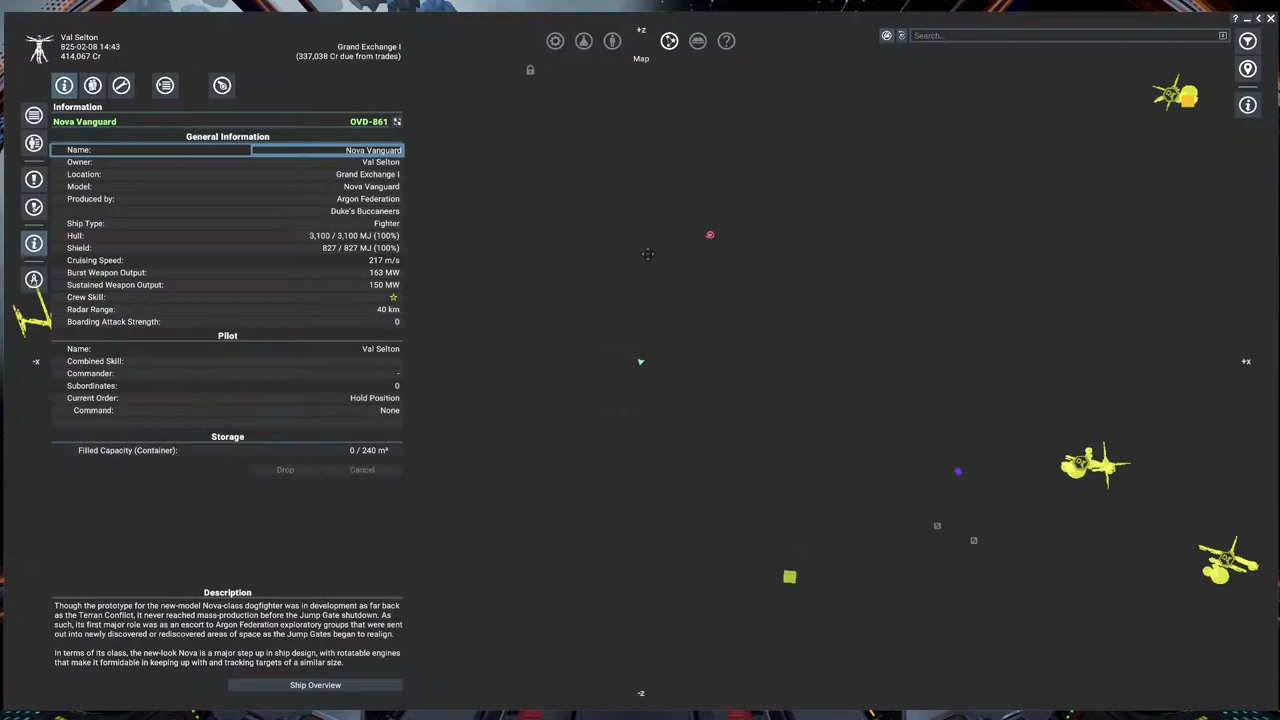 Val Selton
825-02-08 14:43
414,067 Cr
Grand Exchange I
(337,038 Cr due from trades)
+z
Map
Search...
Information
Nova Vanguard OVD-861
General Information
Name: Nova Vanguard
Owner: Val Selton
Location: Grand Exchange I
Model: Nova Vanguard
Produced by: Argon Federation
Duke's Buccaneers
Ship Type: Fighter
Hull: 3,100 / 3,100 MJ (100%)
Shield: 827 / 827 MJ (100%)
Cruising Speed: 217 m/s
Burst Weapon Output: 163 MW
Sustained Weapon Output: 150 MW
Crew Skill: ☆
Radar Range: 40 km
Boarding Attack Strength: 0
Pilot
Name: Val Selton
Combined Skill:
Commander: -
Subordinates: 0
Current Order: Hold Position
Command: None
-x
+x
Storage
Filled Capacity (Container): 0 / 240 m³
Drop Cancel
Description
Though the prototype for the new-model Nova-class dogfighter was in development as far back
as the Terran Conflict, it never reached mass-production before the Jump Gate shutdown. As
such, its first major role was as an escort to Argon Federation exploratory groups that were sent
out into newly discovered or rediscovered areas of space as the Jump Gates began to realign.
In terms of its class, the new-look Nova is a major step up in ship design, with rotatable engines
that make it formidable in keeping up with and tracking targets of a similar size.
Ship Overview
-z